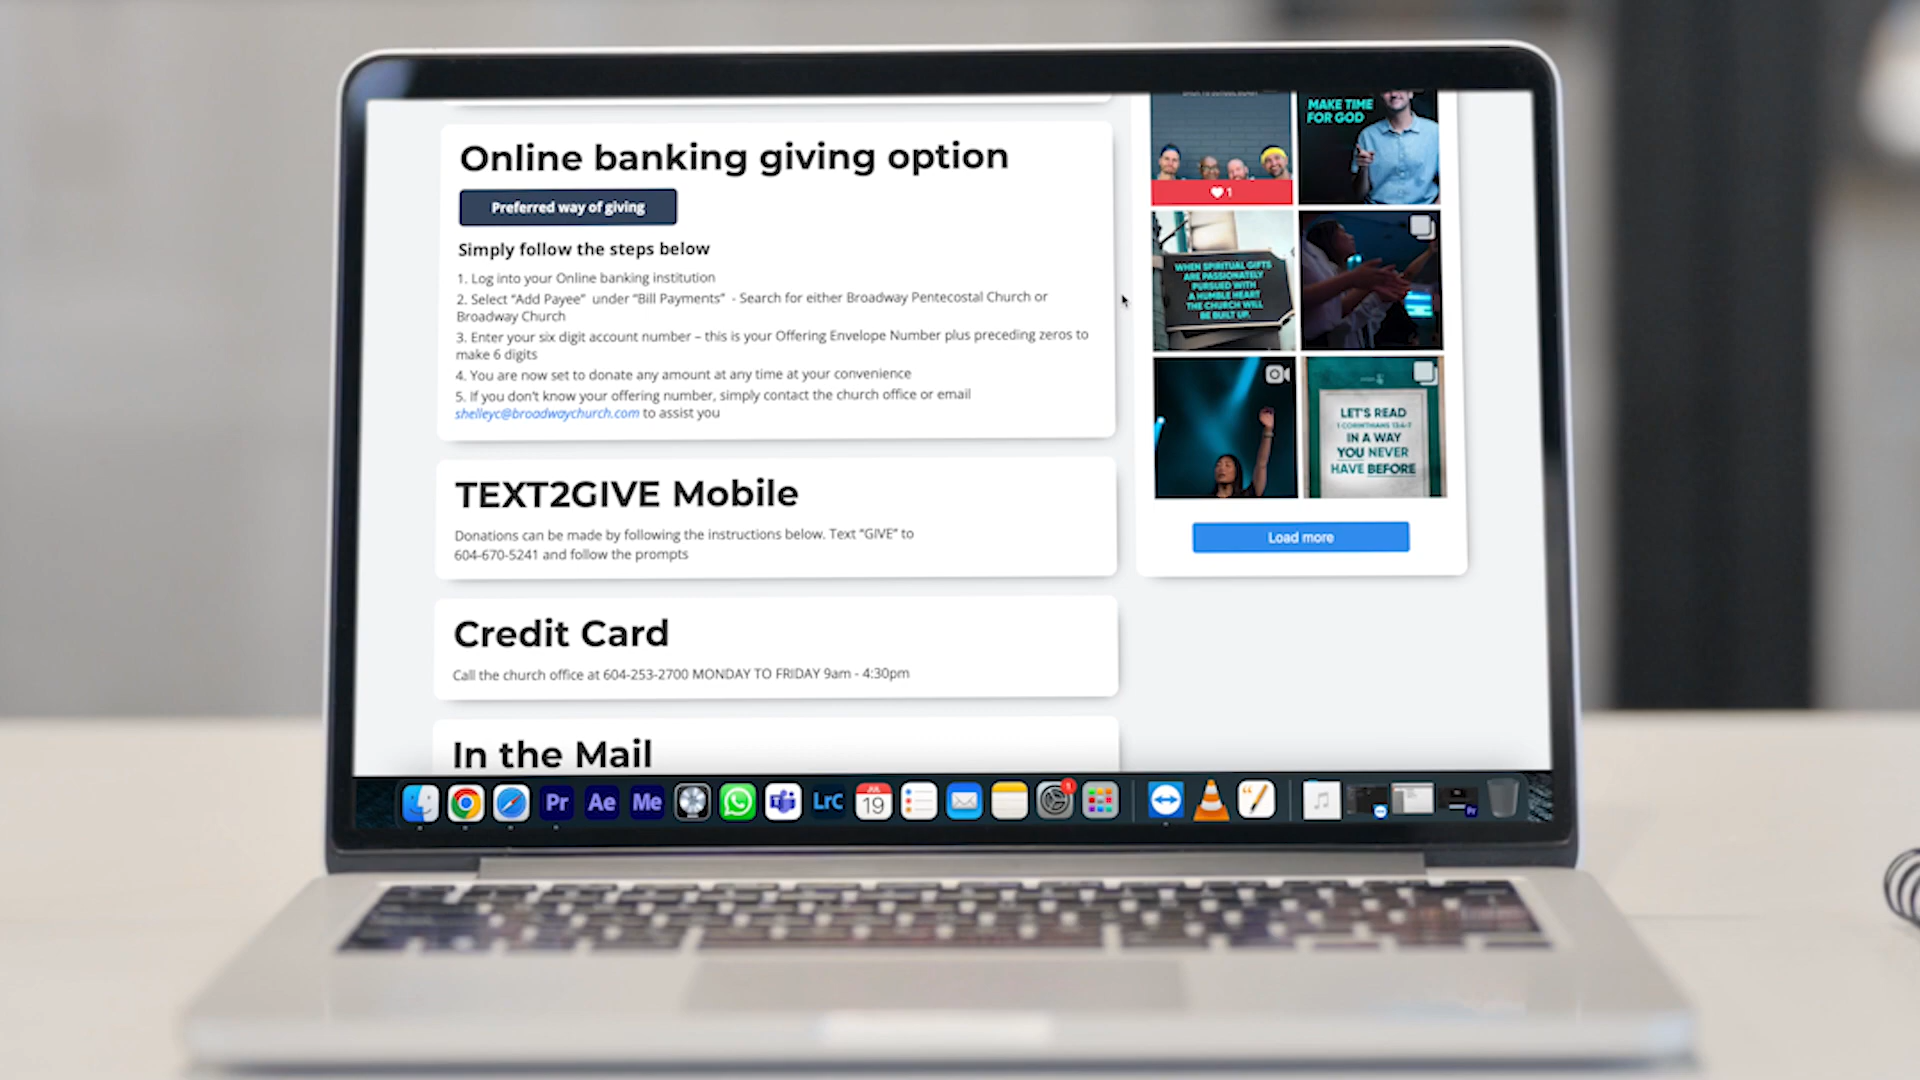 Online banking giving option
Preferred way of giving
Simply follow the steps below
1. Log into your Online banking institution
2. Select “Add Payee” under “Bill Payments” - Search for either Broadway Pentecostal Church or
Broadway Church
3. Enter your six digit account number – this is your Offering Envelope Number plus preceding zeros to
make 6 digits
4. You are now set to donate any amount at any time at your convenience
5. If you don't know your offering number, simply contact the church office or email
shelleyc@broadwaychurch.com to assist you
TEXT2GIVE Mobile
Donations can be made by following the instructions below. Text “GIVE” to
604-670-5241 and follow the prompts
Credit Card
Call the church office at 604-253-2700 MONDAY TO FRIDAY 9am - 4:30pm
In the Mail
MAKE TIME
FOR GOD
1
WHEN SPIRITUAL GIFTS
ARE PASSIONATELY
PURSUED WITH
A HUMBLE HEART
THE CHURCH WILL
BE BUILT UP.
LET'S READ
1 CORINTHIANS 13:4-7
IN A WAY
YOU NEVER
HAVE BEFORE
Load more
Pr
Ae
Me
LrC
JUL
19
1